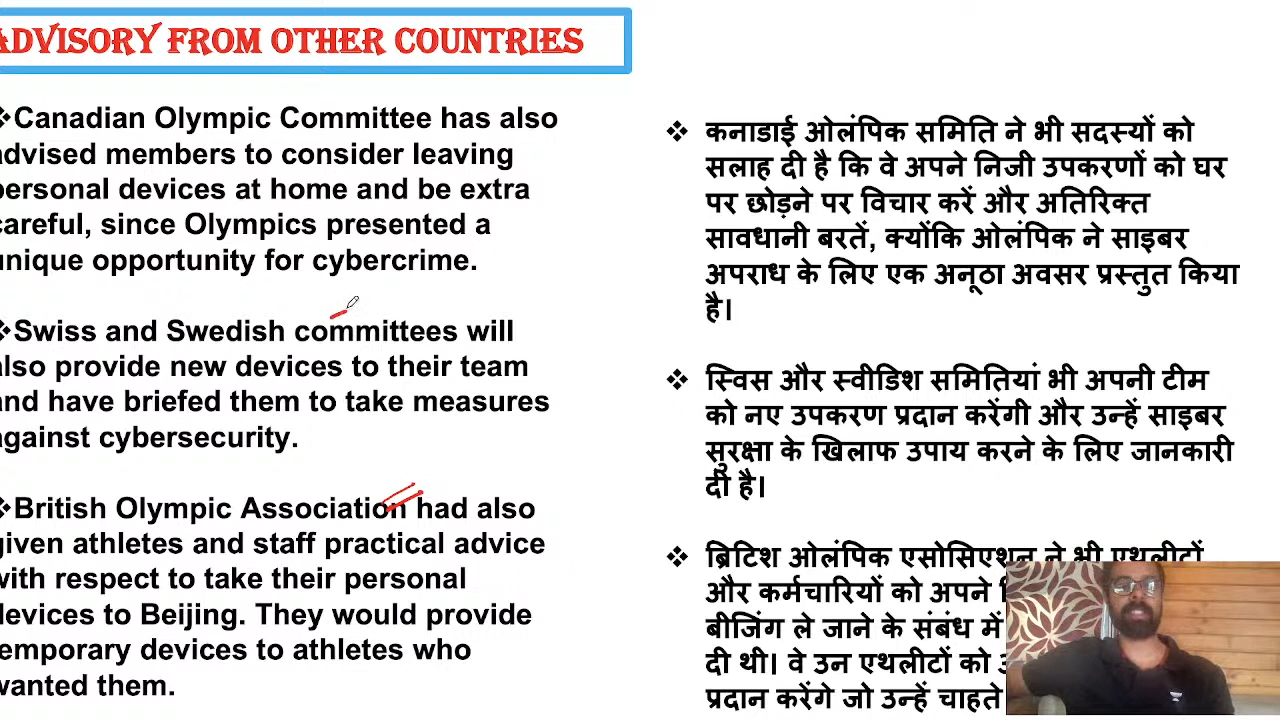 ADVISORY FROM OTHER COUNTRIES
Canadian Olympic Committee has also
advised members to consider leaving
personal devices at home and be extra
careful, since Olympics presented a
unique opportunity for cybercrime.
Swiss and Swedish committees will
also provide new devices to their team
and have briefed them to take measures
against cybersecurity.
British Olympic Association had also
given athletes and staff practical advice
with respect to take their personal
devices to Beijing. They would provide
temporary devices to athletes who
wanted them.
कनाडाई ओलंपिक समिति ने भी सदस्यों को
सलाह दी है कि वे अपने निजी उपकरणों को घर
पर छोड़ने पर विचार करें और अतिरिक्त
सावधानी बरतें, क्योंकि ओलंपिक ने साइबर
अपराध के लिए एक अनूठा अवसर प्रस्तुत किया
है।
स्विस और स्वीडिश समितियां भी अपनी टीम
को नए उपकरण प्रदान करेंगी और उन्हें साइबर
सुरक्षा के खिलाफ उपाय करने के लिए जानकारी
दी है।
ब्रिटिश ओलंपिक एसोसिएशन ने भी एथलीटों
और कर्मचारियों को अपने
बीजिंग ले जाने के संबंध में
दी थी। वे उन एथलीटों को
प्रदान करेंगे जो उन्हें चाहते